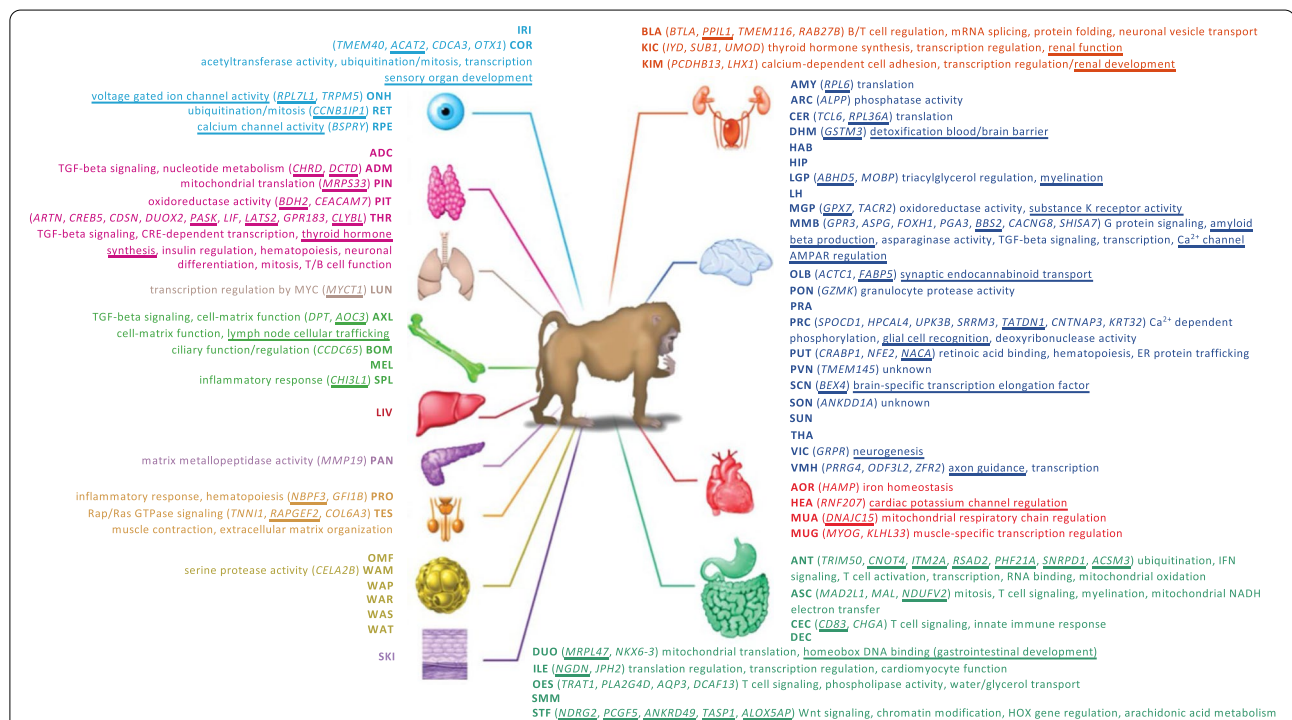 IRI
(TMEM40, ACAT2, CDCA3, OTX1) COR
acetyltransferase activity, ubiquitination/mitosis, transcription
sensory organ development
voltage gated ion channel activity (RPL7L1, TRPM5) ONH
ubiquitination/mitosis (CCNB1IP1) RET
calcium channel activity (BSPRY) RPE
ADC
TGF-beta signaling, nucleotide metabolism (CHRD, DCTD) ADM
mitochondrial translation (MRPS33) PIN
oxidoreductase activity (BDH2, CEACAM7) PIT
(ARTN, CREB5, CDSN, DUOX2, PASK, LIF, LATS2, GPR183, CLYBL) THR
TGF-beta signaling, CRE-dependent transcription, thyroid hormone
synthesis, insulin regulation, hematopoiesis, neuronal
differentiation, mitosis, T/B cell function
transcription regulation by MYC (MYCT1) LUN
TGF-beta signaling, cell-matrix function (DPT, AOC3) AXL
cell-matrix function, lymph node cellular trafficking
ciliary function/regulation (CCDC65) BOM
MEL
inflammatory response (CHI3L1) SPL
LIV
matrix metallopeptidase activity (MMP19) PAN
inflammatory response, hematopoiesis (NBPF3, GFI1B) PRO
Rap/Ras GTPase signaling (TNNI1, RAPGEF2, COL6A3) TES
muscle contraction, extracellular matrix organization
OMF
serine protease activity (CELA2B) WAM
WAP
WAR
WAS
WAT
SKI
BLA (BTLA, PPIL1, TMEM116, RAB27B) B/T cell regulation, mRNA splicing, protein folding, neuronal vesicle transport
KIC (IYD, SUB1, UMOD) thyroid hormone synthesis, transcription regulation, renal function
KIM (PCDHB13, LHX1) calcium-dependent cell adhesion, transcription regulation/renal development
AMY (RPL6) translation
ARC (ALPP) phosphatase activity
CER (TCL6, RPL36A) translation
DHM (GSTM3) detoxification blood/brain barrier
HAB
HIP
LGP (ABHD5, MOBP) triacylglycerol regulation, myelination
LH
MGP (GPX7, TACR2) oxidoreductase activity, substance K receptor activity
MMB (GPR3, ASPG, FOXH1, PGA3, BBS2, CACNG8, SHISA7) G protein signaling, amyloid
beta production, asparaginase activity, TGF-beta signaling, transcription, Ca²⁺ channel
AMPAR regulation
OLB (ACTC1, FABP5) synaptic endocannabinoid transport
PON (GZMK) granulocyte protease activity
PRA
PRC (SPOCD1, HPCAL4, UPK3B, SRRM3, TATDN1, CNTNAP3, KRT32) Ca²⁺ dependent
phosphorylation, glial cell recognition, deoxyribonuclease activity
PUT (CRABP1, NFE2, NACA) retinoic acid binding, hematopoiesis, ER protein trafficking
PVN (TMEM145) unknown
SCN (BEX4) brain-specific transcription elongation factor
SON (ANKDD1A) unknown
SUN
THA
VIC (GRPR) neurogenesis
VMH (PRRG4, ODF3L2, ZFR2) axon guidance, transcription
AOR (HAMP) iron homeostasis
HEA (RNF207) cardiac potassium channel regulation
MUA (DNAJC15) mitochondrial respiratory chain regulation
MUG (MYOG, KLHL33) muscle-specific transcription regulation
ANT (TRIM50, CNOT4, ITM2A, RSAD2, PHF21A, SNRPD1, ACSM3) ubiquitination, IFN
signaling, T cell activation, transcription, RNA binding, mitochondrial oxidation
ASC (MAD2L1, MAL, NDUFV2) mitosis, T cell signaling, myelination, mitochondrial NADH
electron transfer
CEC (CD83, CHGA) T cell signaling, innate immune response
DEC
DUO (MRPL47, NKX6-3) mitochondrial translation, homeobox DNA binding (gastrointestinal development)
ILE (NGDN, JPH2) translation regulation, transcription regulation, cardiomyocyte function
OES (TRAT1, PLA2G4D, AQP3, DCAF13) T cell signaling, phospholipase activity, water/glycerol transport
SMM
STF (NDRG2, PCGF5, ANKRD49, TASP1, ALOX5AP) Wnt signaling, chromatin modification, HOX gene regulation, arachidonic acid metabolism